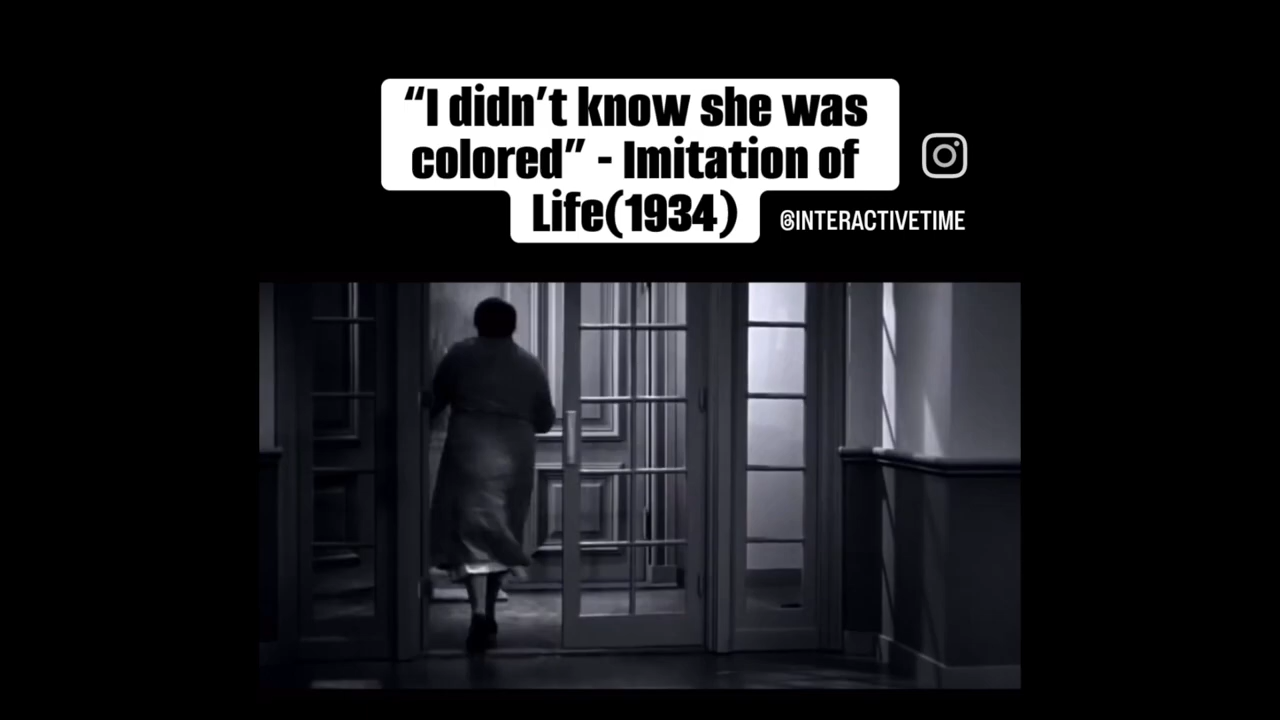 “I didn’t know she was
colored” - Imitation of
Life(1934)
@INTERACTIVETIME